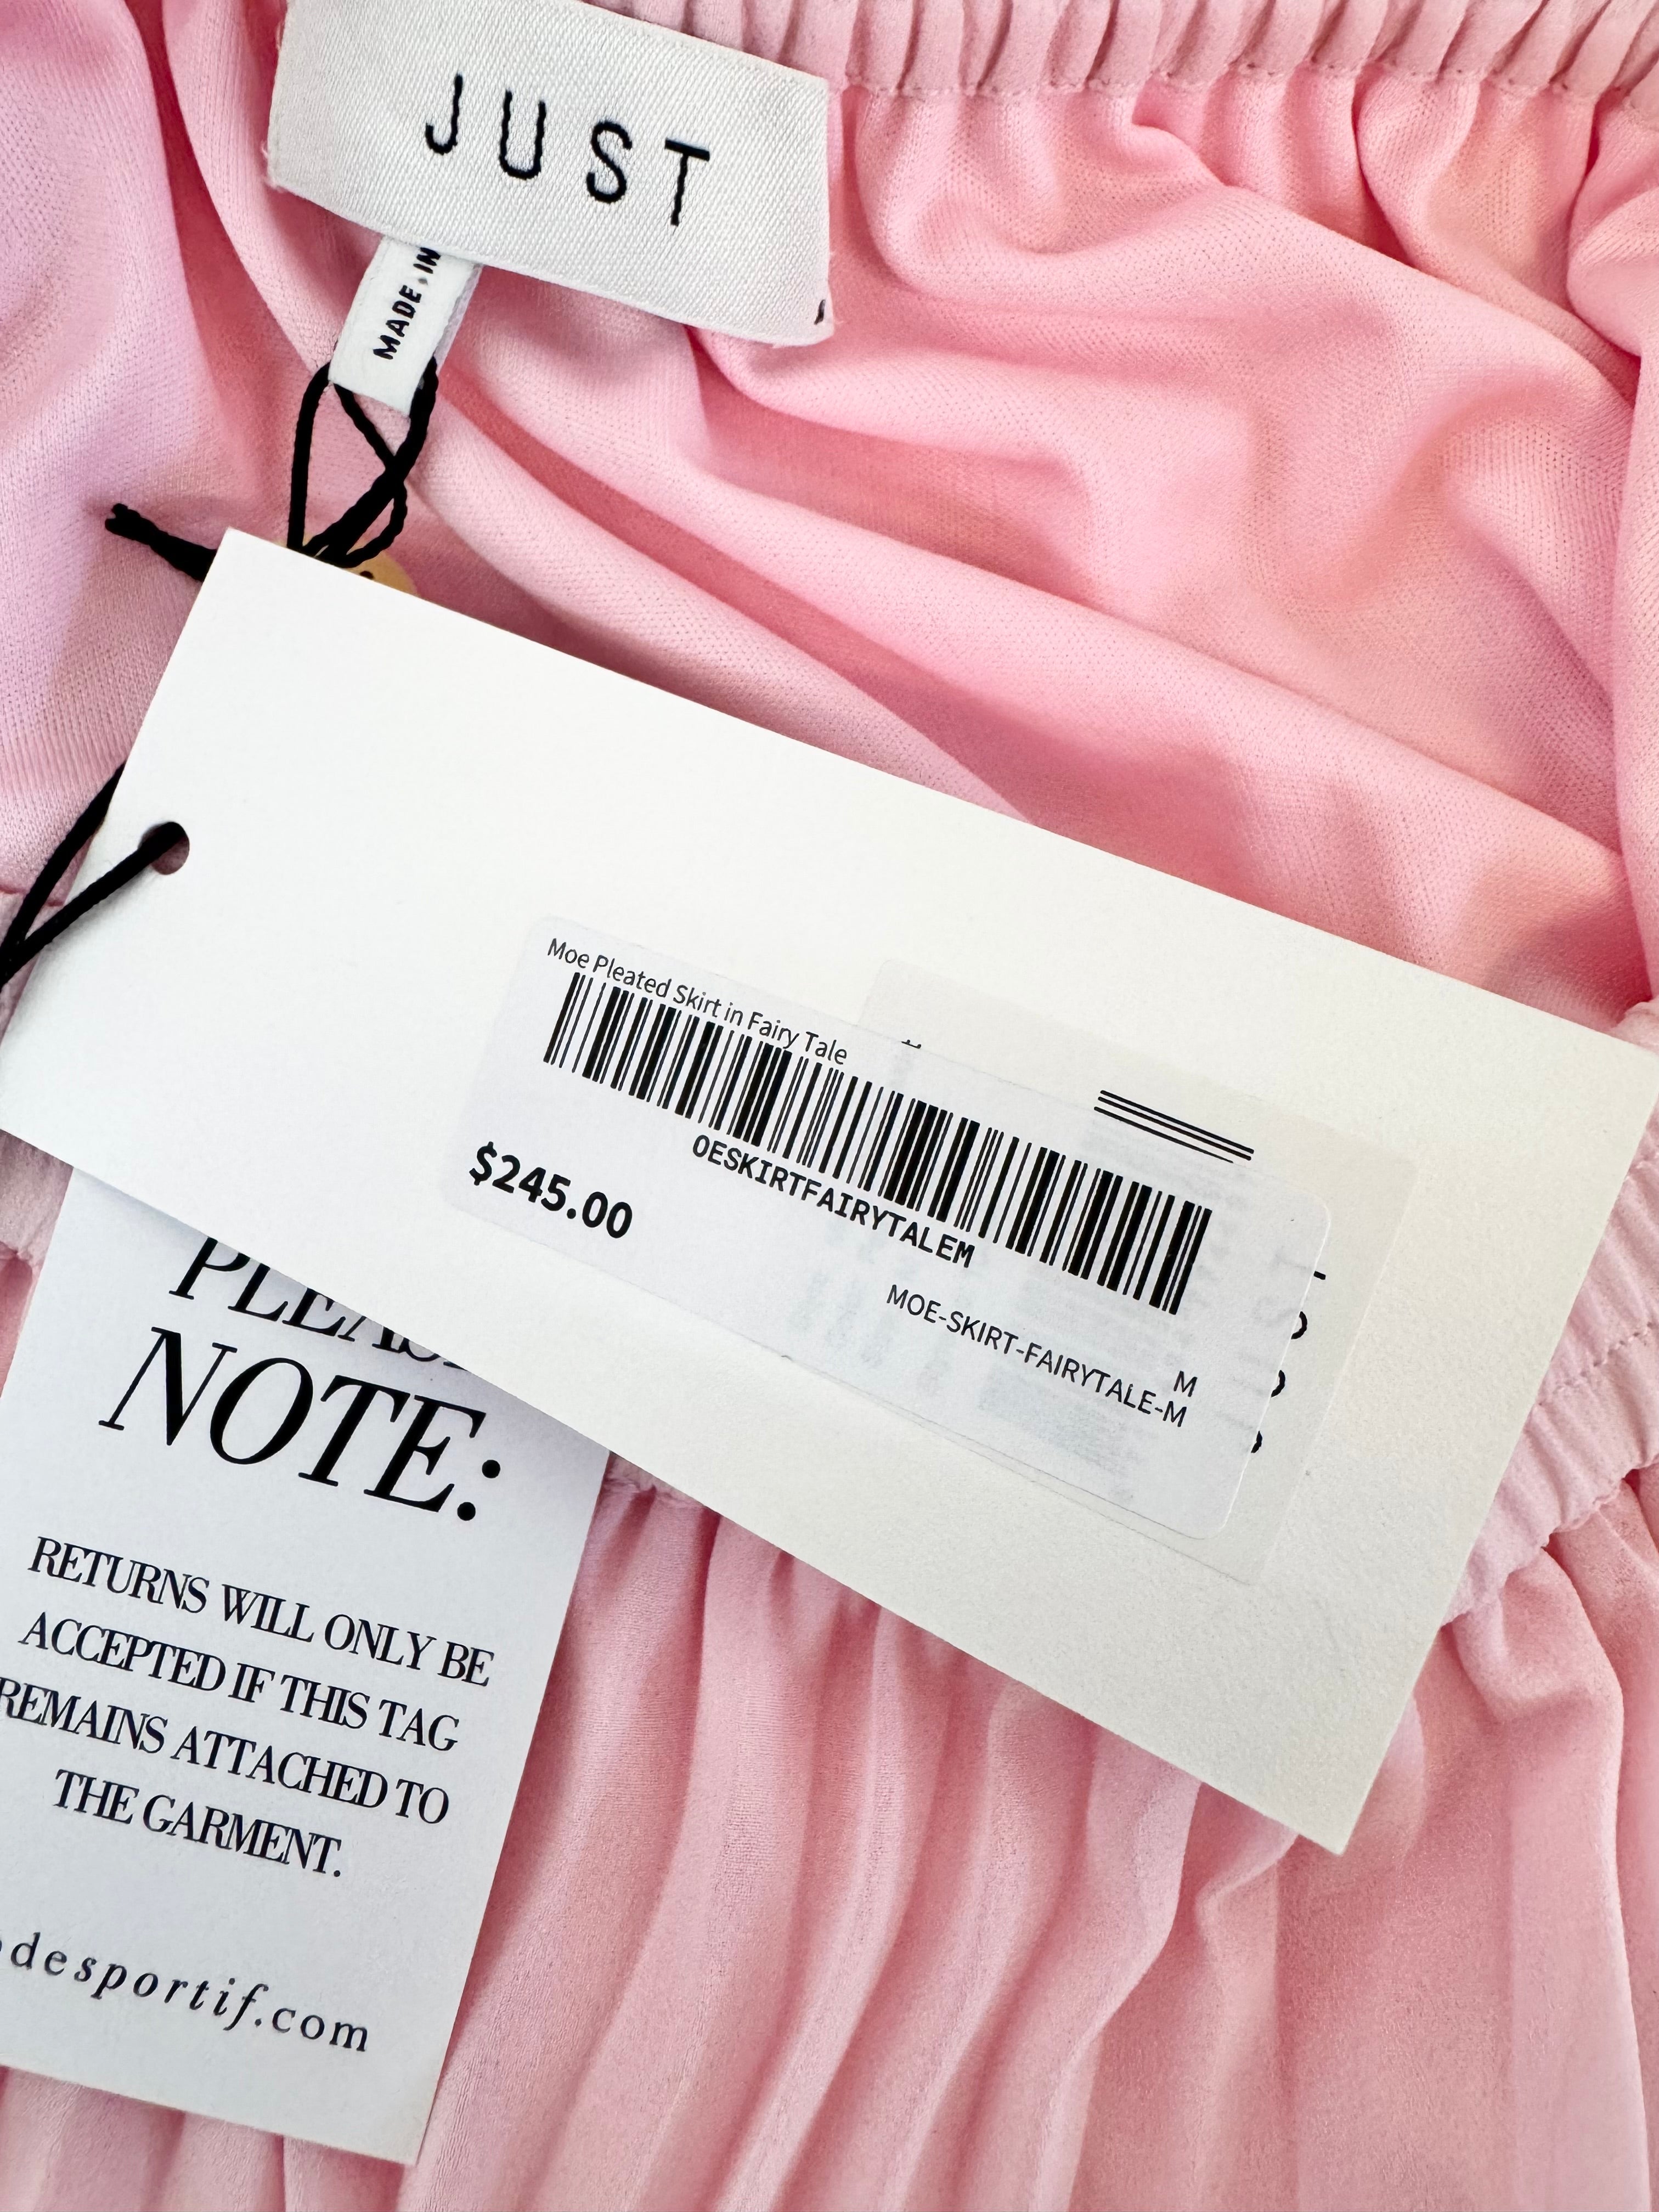 JUST
MADE IN
Moe Pleated Skirt in Fairy Tale
OESKIRTFAIRYTALEM
$245.00
M
MOE-SKIRT-FAIRYTALE-M
NOTE:
RETURNS WILL ONLY BE
ACCEPTED IF THIS TAG
REMAINS ATTACHED TO
THE GARMENT.
desportif.com